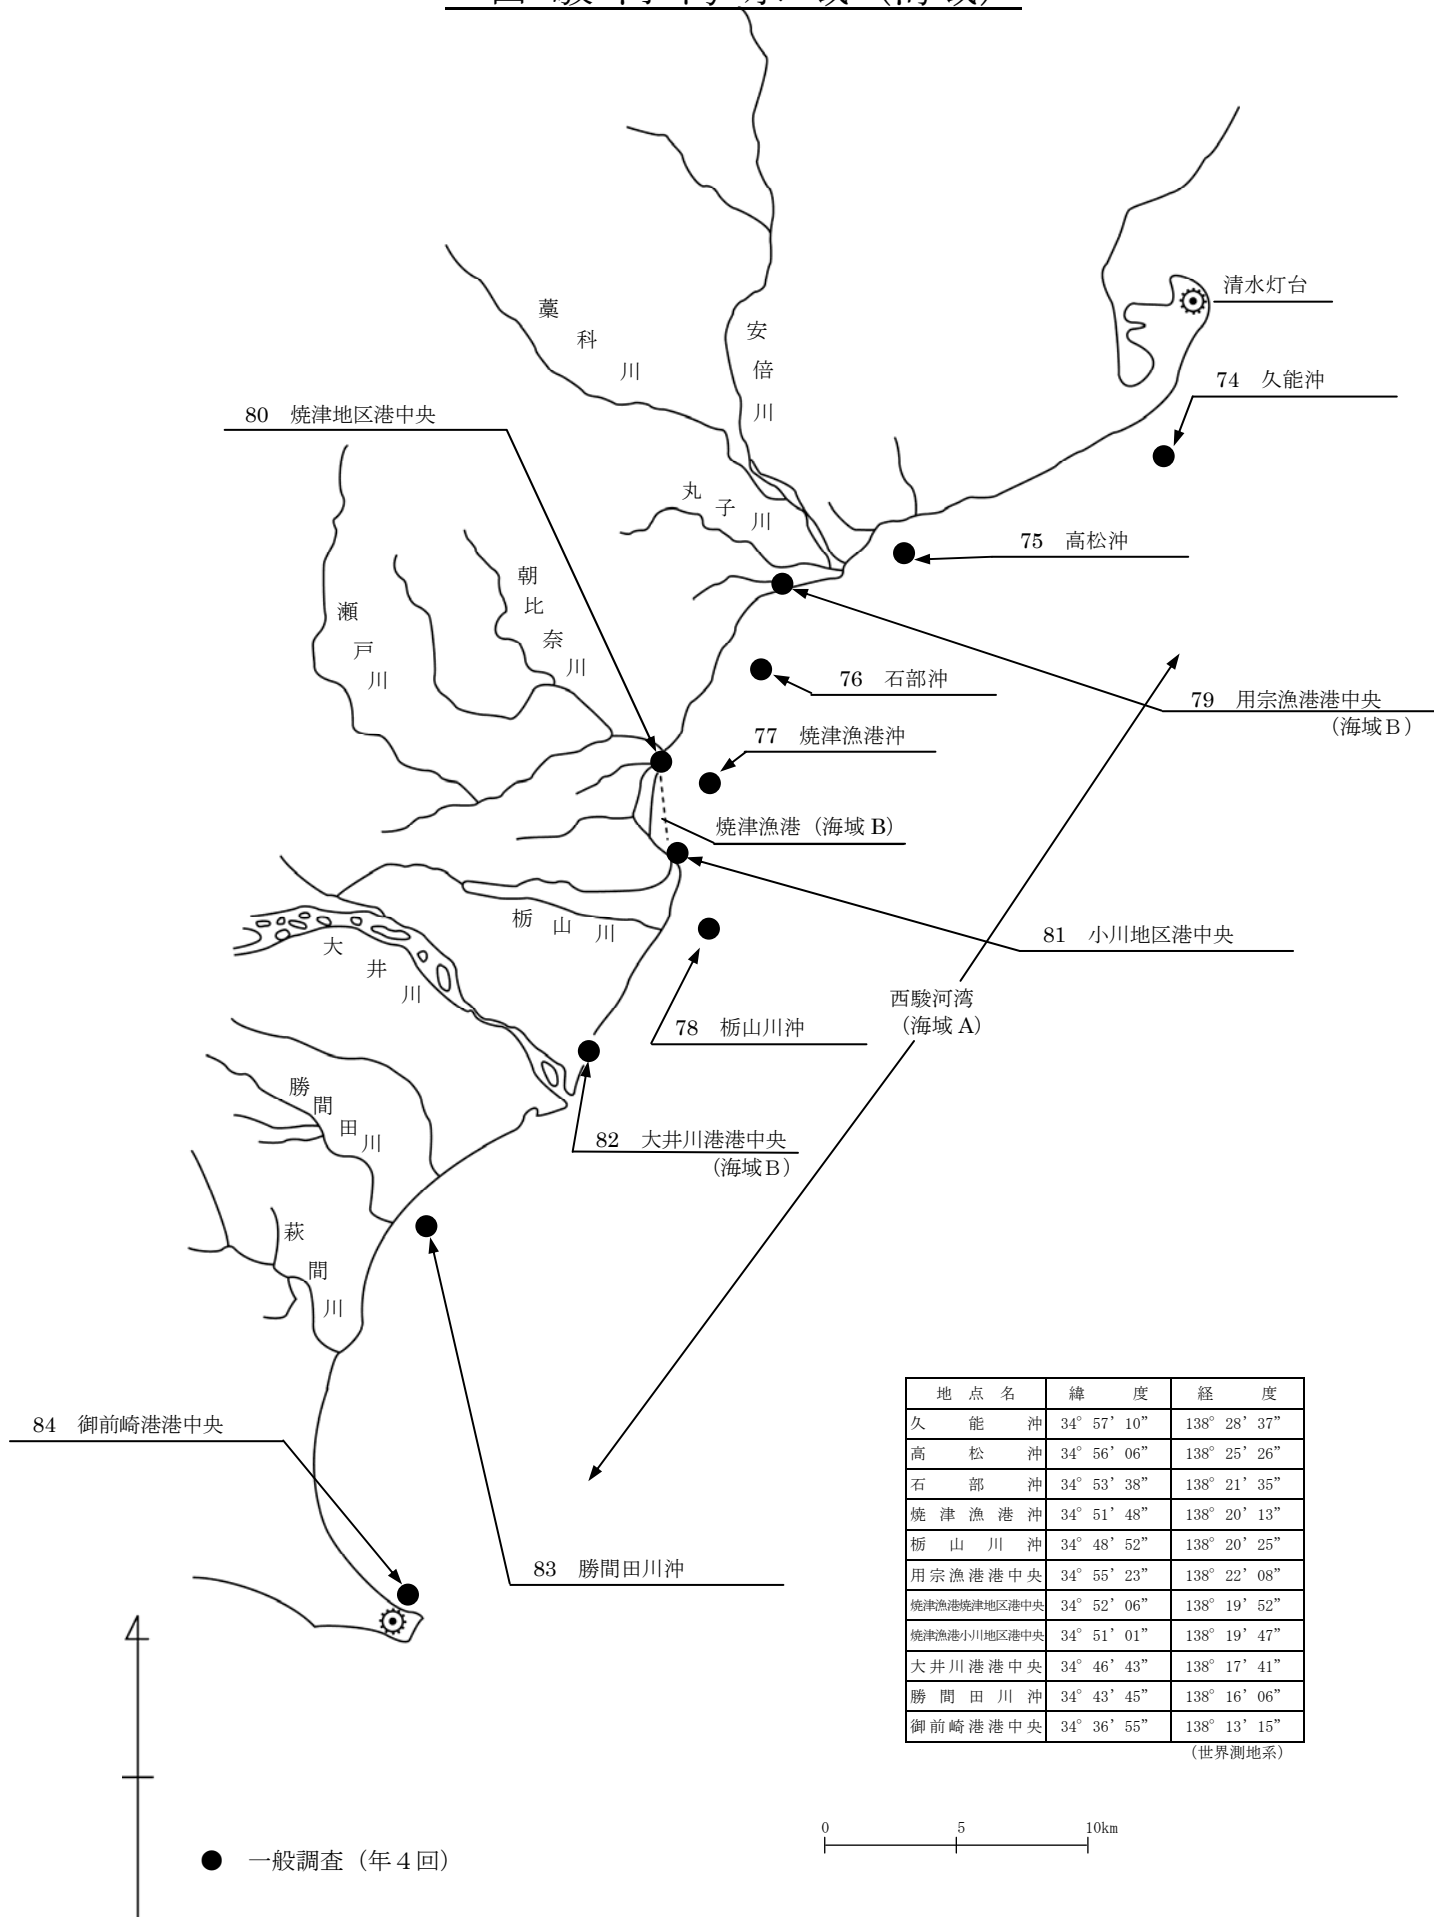 清水灯台
藁科川
安倍川
74 久能沖
80 焼津地区港中央
丸子川
75 高松沖
朝比奈川
瀬戸川
76 石部沖
79 用宗漁港港中央
(海域B)
77 焼津漁港沖
焼津漁港 (海域 B)
栃山川
81 小川地区港中央
大井川
西駿河湾
(海域 A)
78 栃山川沖
勝間田川
82 大井川港港中央
(海域B)
萩間川
84 御前崎港港中央
83 勝間田川沖
地点名 緯度 経度
久能沖 34°57’10” 138°28’37”
高松沖 34°56’06” 138°25’26”
石部沖 34°53’38” 138°21’35”
焼津漁港沖 34°51’48” 138°20’13”
栃山川沖 34°48’52” 138°20’25”
用宗漁港港中央 34°55’23” 138°22’08”
焼津漁港焼津地区港中央 34°52’06” 138°19’52”
焼津漁港小川地区港中央 34°51’01” 138°19’47”
大井川港港中央 34°46’43” 138°17’41”
勝間田川沖 34°43’45” 138°16’06”
御前崎港港中央 34°36’55” 138°13’15”
(世界測地系)
0 5 10km
● 一般調査 (年４回)